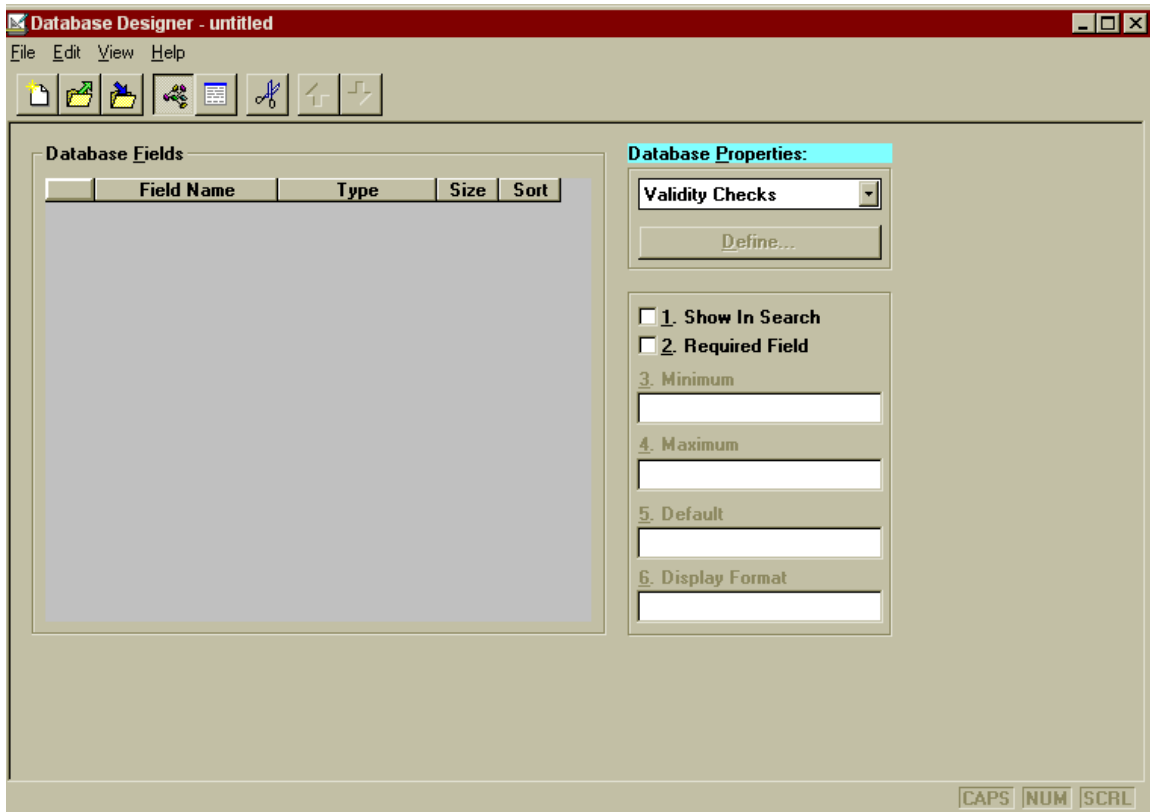 Database Designer - untitled
File Edit View Help
Database Fields
Field Name Type Size Sort
Database Properties:
Validity Checks
Define...
1. Show In Search
2. Required Field
3. Minimum
4. Maximum
5. Default
6. Display Format
CAPS NUM SCRL